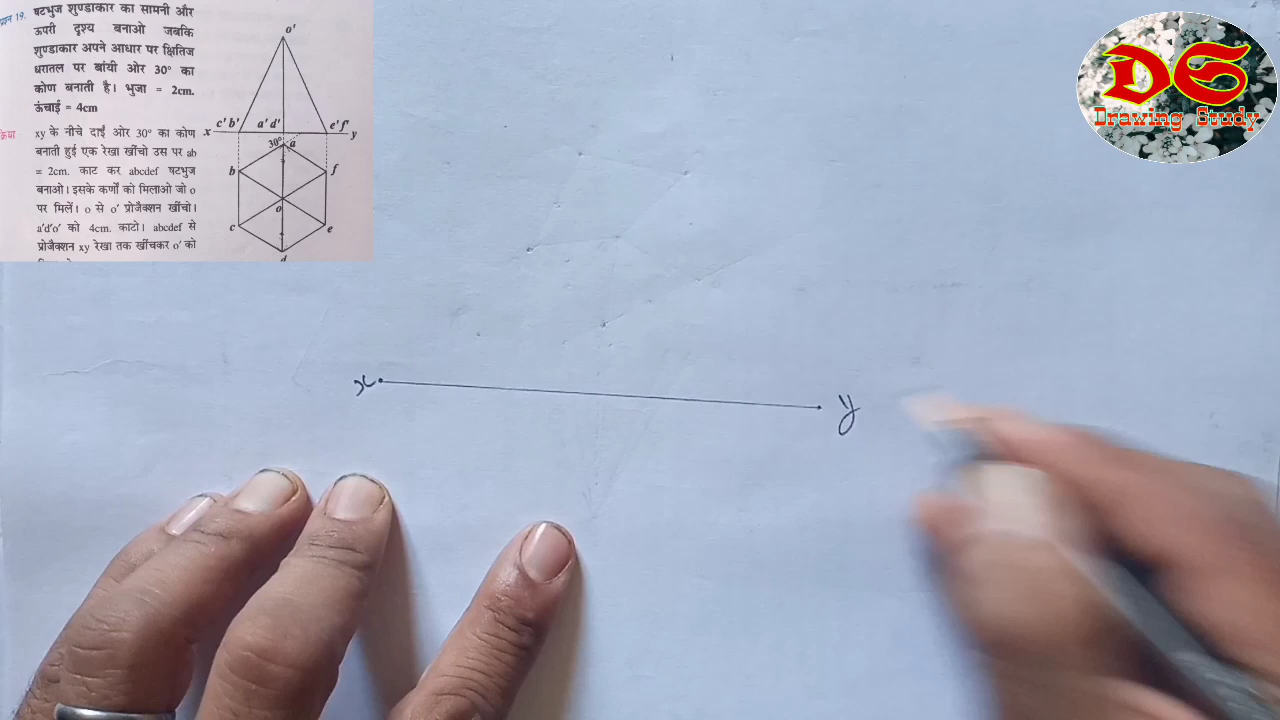 प्रश्न 19. षटभुज शुण्डाकार का सामनी और
ऊपरी दृश्य बनाओ जबकि
शुण्डाकार अपने आधार पर क्षितिज
धरातल पर बांयी ओर 30° का
कोण बनाती है। भुजा = 2cm.
ऊंचाई = 4cm
क्रिया xy के नीचे दाईं ओर 30° का कोण
बनाती हुई एक रेखा खींचो उस पर ab
= 2cm. काट कर abcdef षटभुज
बनाओ। इसके कर्णों को मिलाओ जो o
पर मिलें। o से o' प्रोजैक्शन खींचो।
a'd'o' को 4cm. काटो। abcdef से
प्रोजैक्शन xy रेखा तक खींचकर o' को
o'
x c' b' a' d' e' f' y
30° a
b f
o
c e
d
DS
Drawing Study
x
y